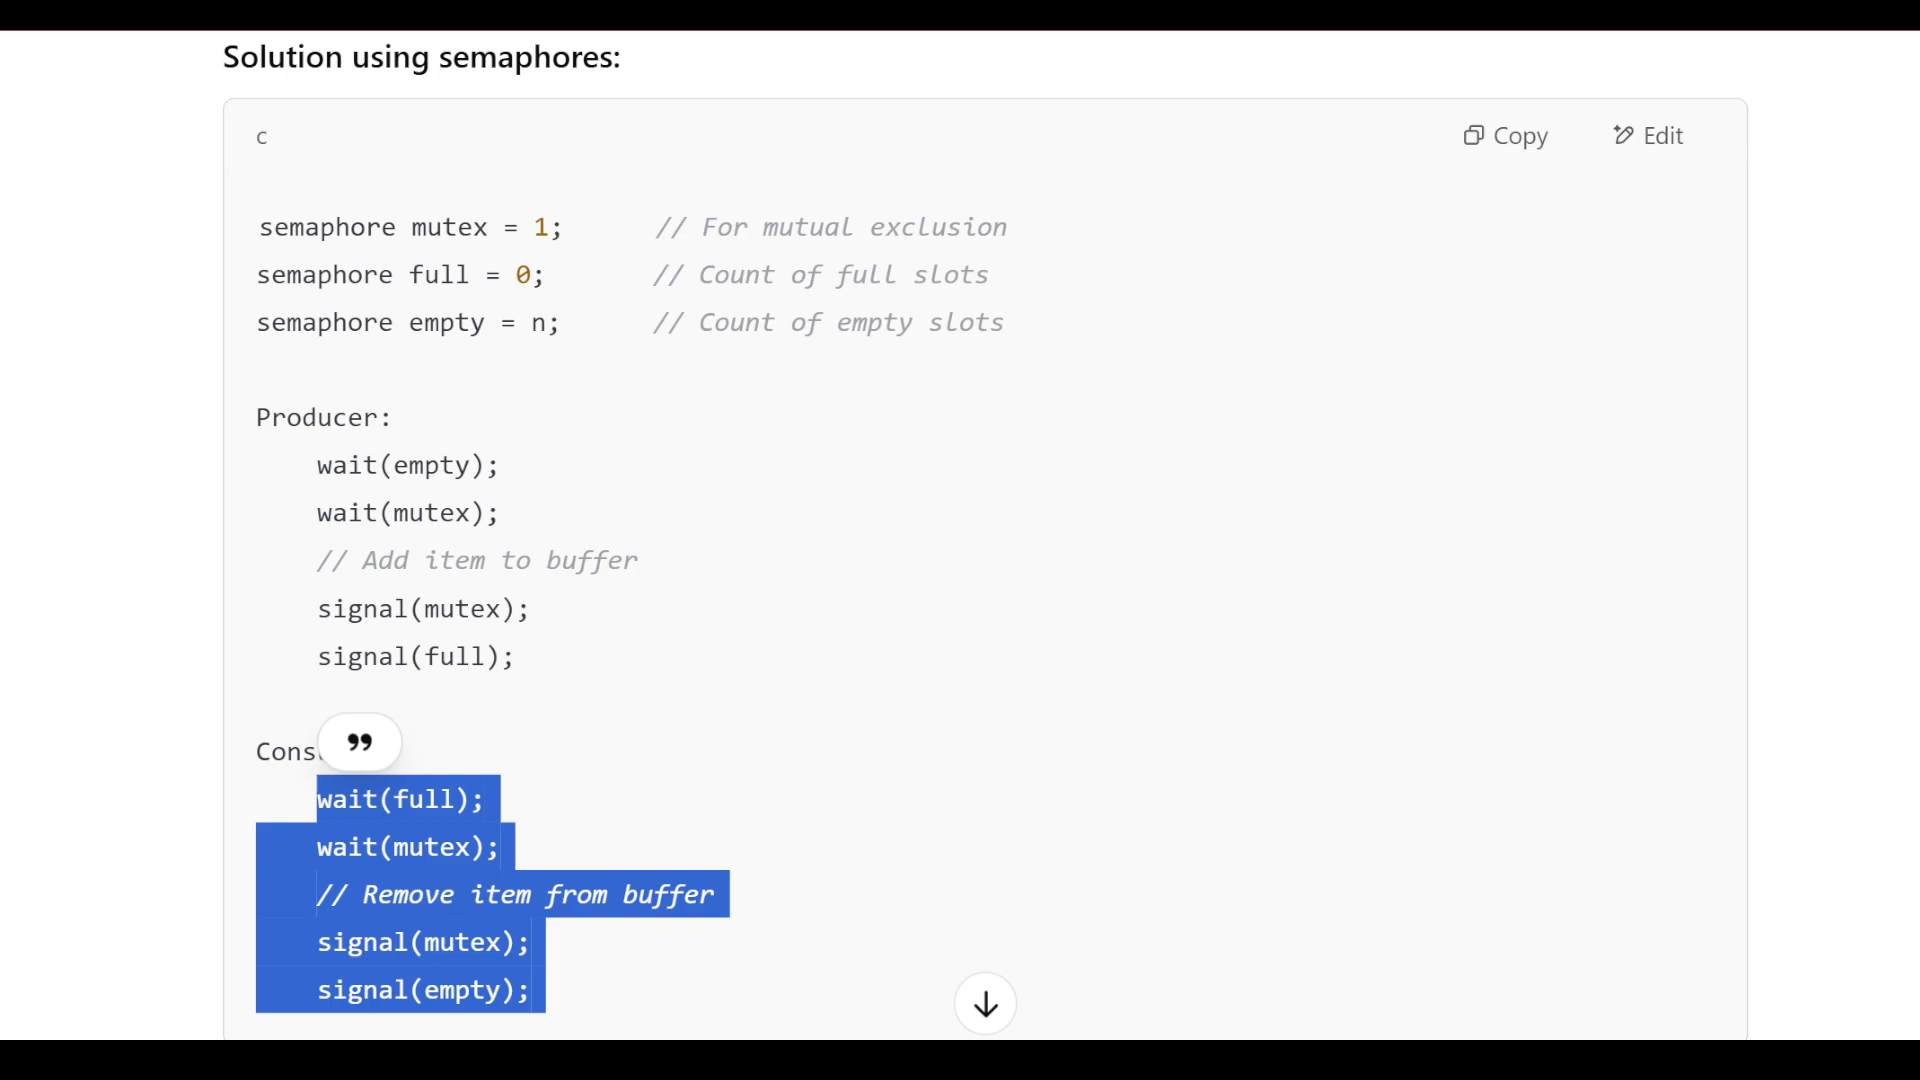 Solution using semaphores:
c
Copy
Edit
semaphore mutex = 1; // For mutual exclusion
semaphore full = 0; // Count of full slots
semaphore empty = n; // Count of empty slots
Producer:
wait(empty);
wait(mutex);
// Add item to buffer
signal(mutex);
signal(full);
Cons
wait(full);
wait(mutex);
// Remove item from buffer
signal(mutex);
signal(empty);